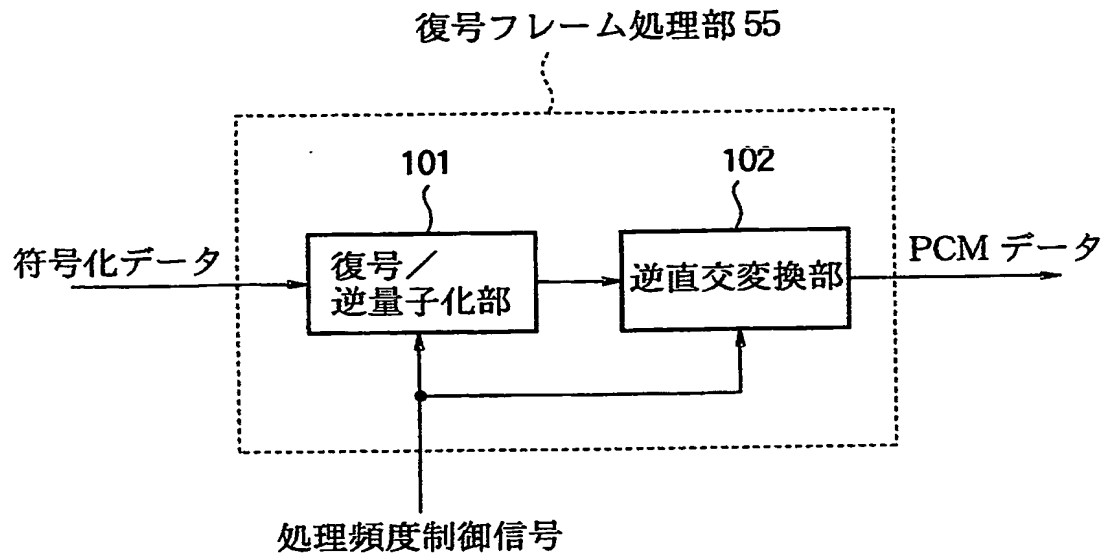 復号フレーム処理部 55
101
102
符号化データ
復号／
逆量子化部
逆直交変換部
PCM データ
処理頻度制御信号